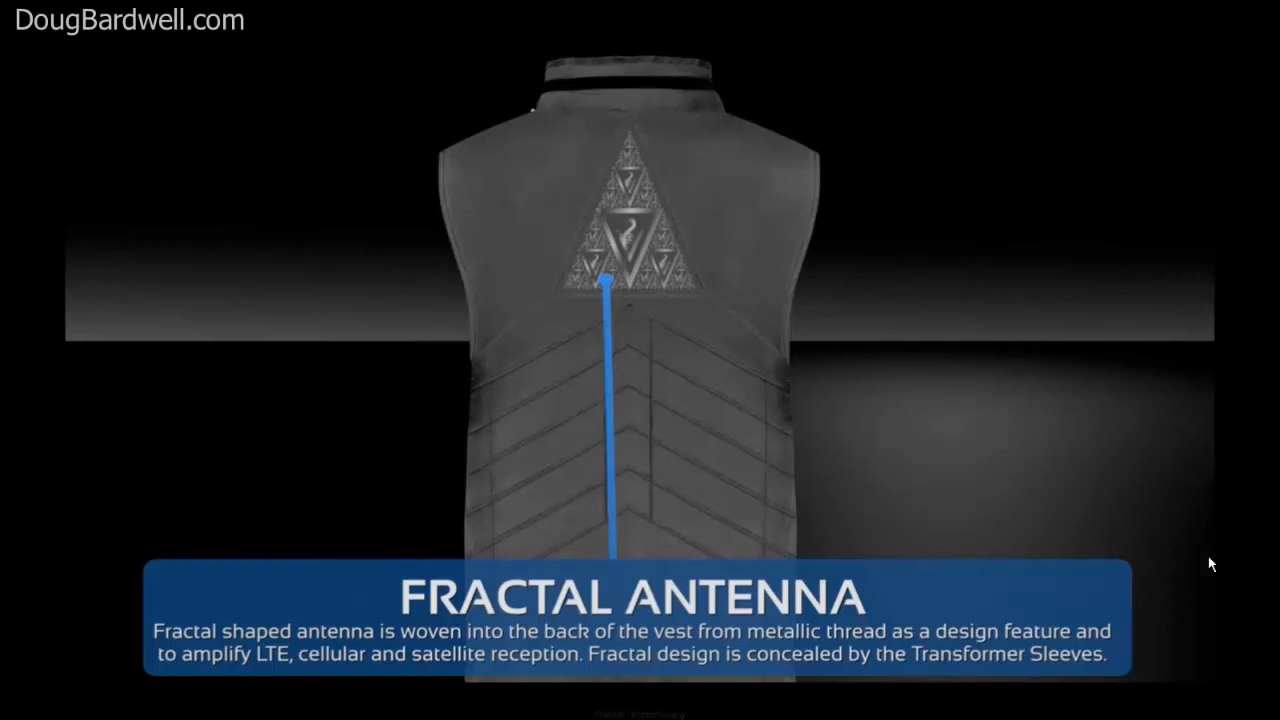 DougBardwell.com
FRACTAL ANTENNA
Fractal shaped antenna is woven into the back of the vest from metallic thread as a design feature and
to amplify LTE, cellular and satellite reception. Fractal design is concealed by the Transformer Sleeves.